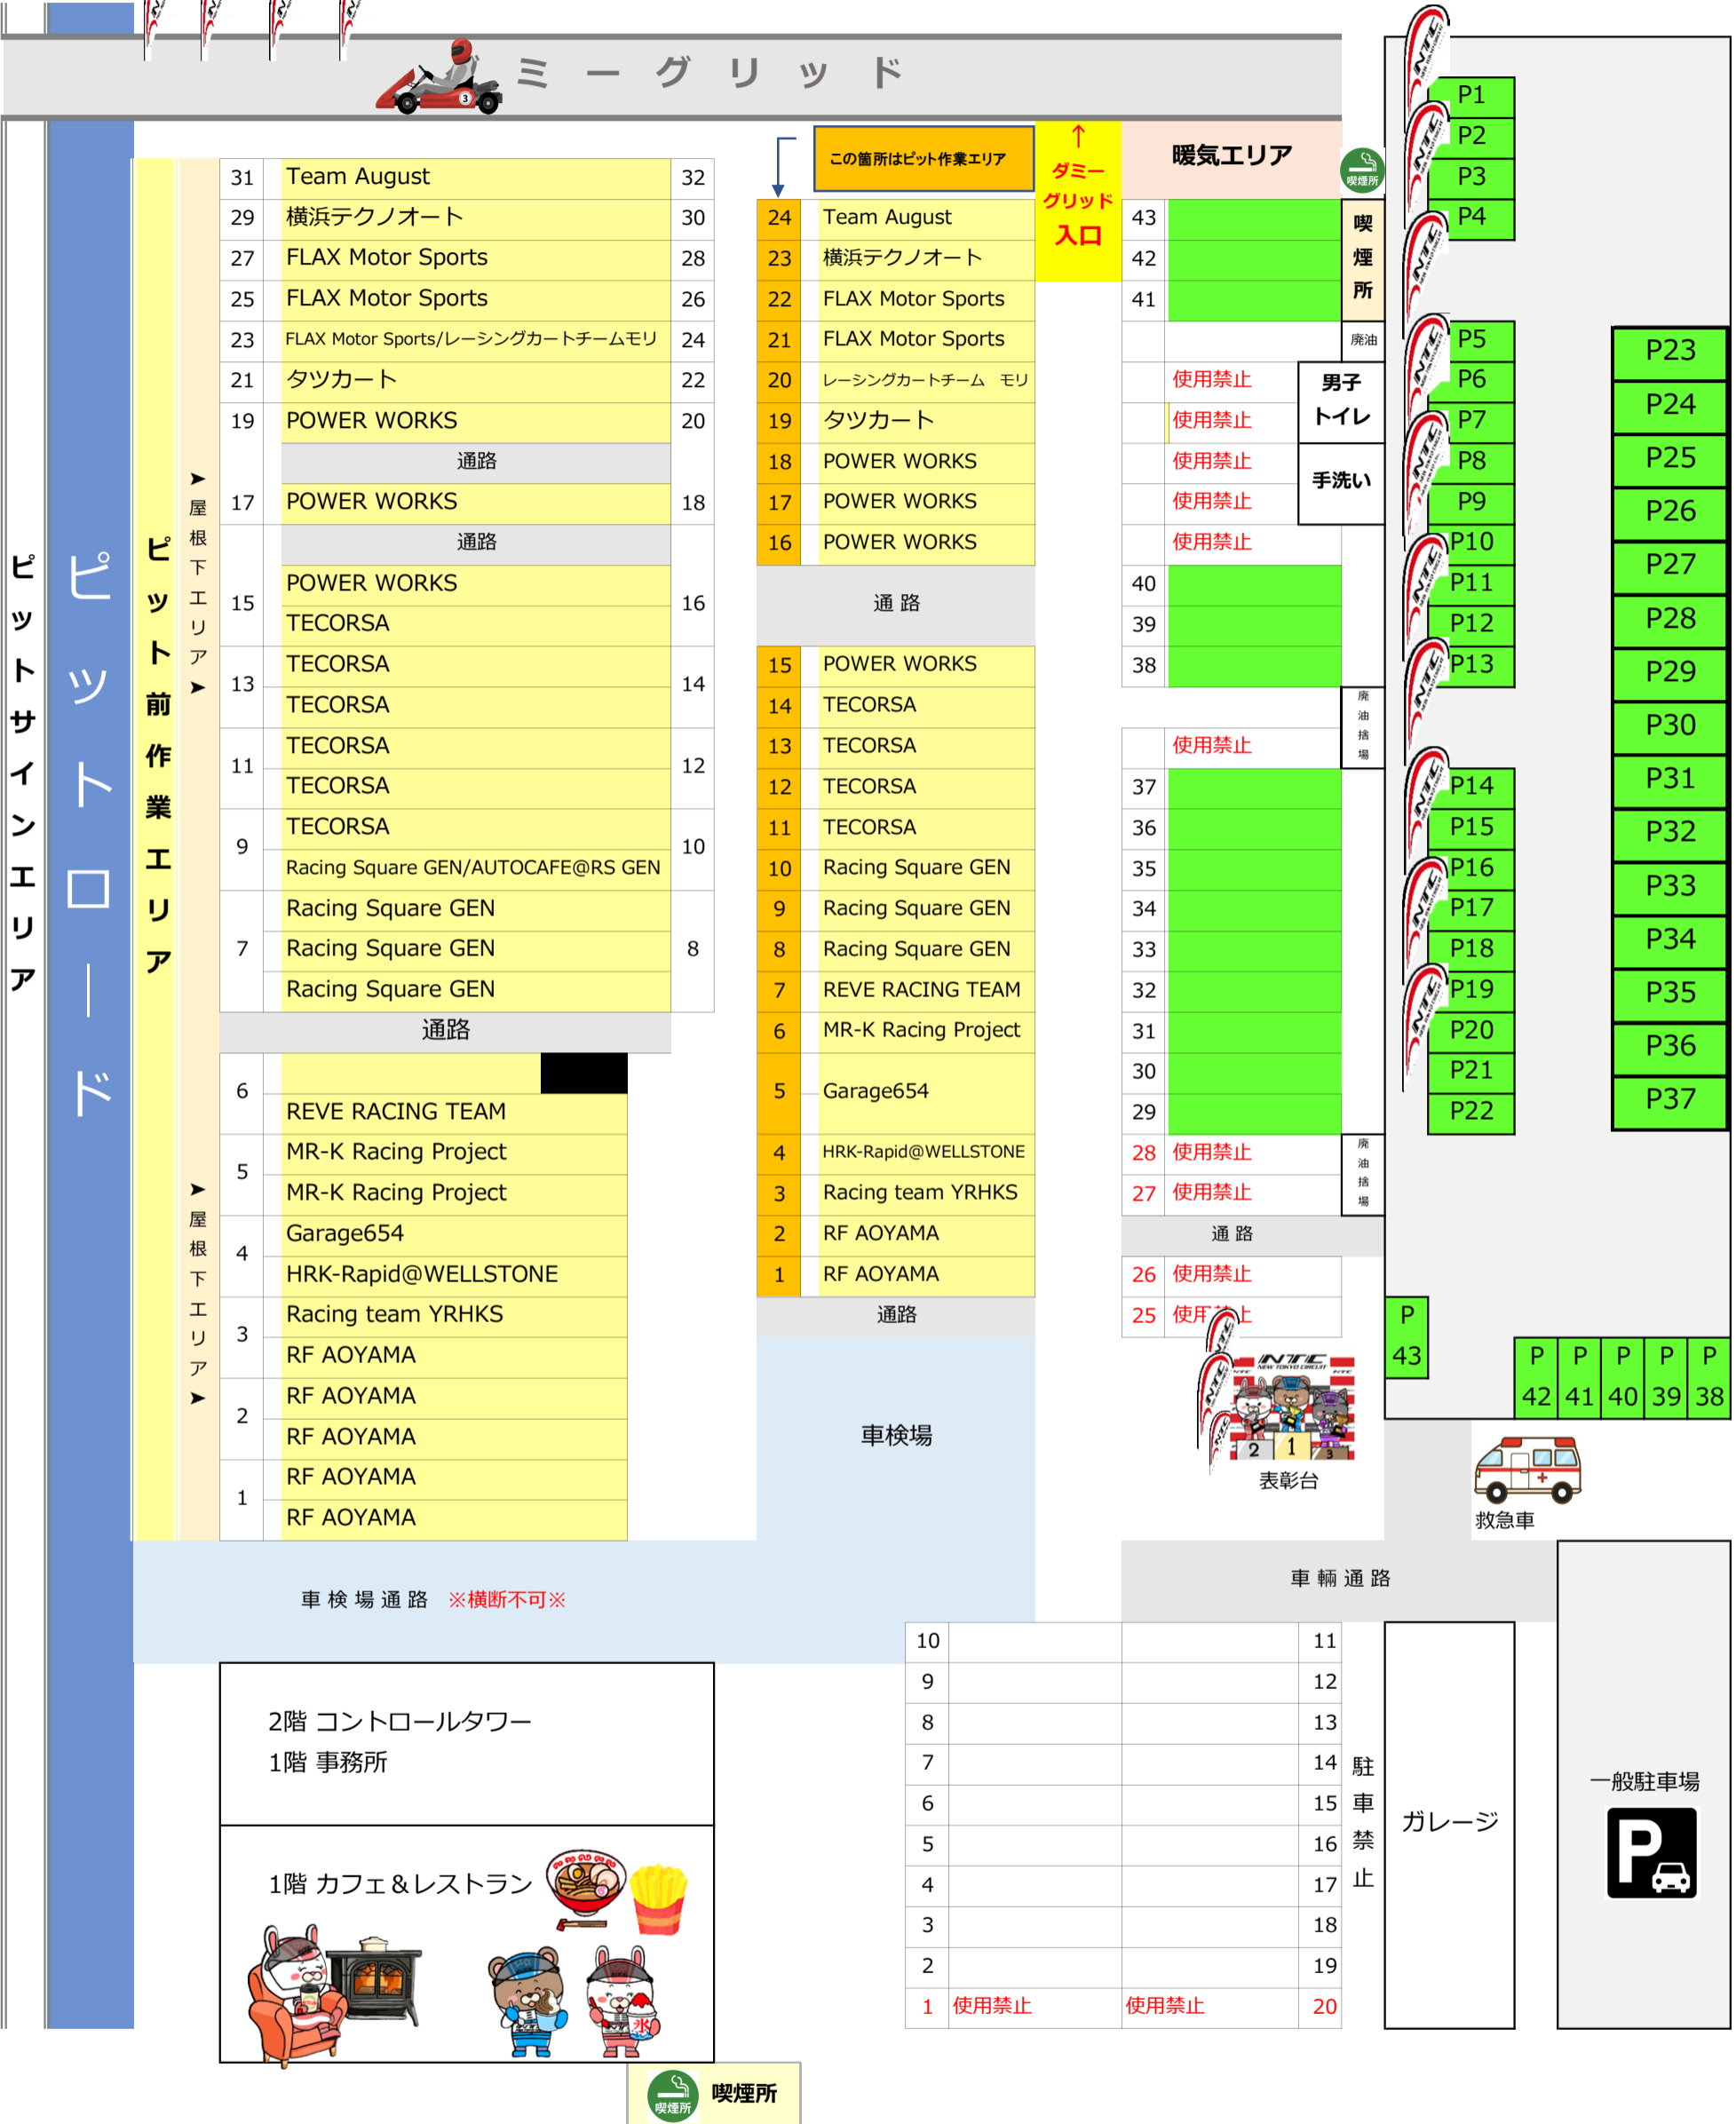 ミーグリッド
3
ピットサインエリア
ピットロード
ピット前作業エリア
➤屋根下エリア➤
➤屋根下エリア➤
31 Team August 32
29 横浜テクノオート 30
27 FLAX Motor Sports 28
25 FLAX Motor Sports 26
23 FLAX Motor Sports/レーシングカートチームモリ 24
21 タツカート 22
19 POWER WORKS 20
通路
17 POWER WORKS 18
通路
15 POWER WORKS 16
TECORSA
13 TECORSA 14
TECORSA
11 TECORSA 12
TECORSA
9 TECORSA 10
Racing Square GEN/AUTOCAFE@RS GEN
7 Racing Square GEN 8
Racing Square GEN
Racing Square GEN
通路
6
REVE RACING TEAM
5 MR-K Racing Project
MR-K Racing Project
4 Garage654
HRK-Rapid@WELLSTONE
3 Racing team YRHKS
RF AOYAMA
2 RF AOYAMA
RF AOYAMA
1 RF AOYAMA
RF AOYAMA
この箇所はピット作業エリア
24 Team August
23 横浜テクノオート
22 FLAX Motor Sports
21 FLAX Motor Sports
20 レーシングカートチーム モリ
19 タツカート
18 POWER WORKS
17 POWER WORKS
16 POWER WORKS
通 路
15 POWER WORKS
14 TECORSA
13 TECORSA
12 TECORSA
11 TECORSA
10 Racing Square GEN
9 Racing Square GEN
8 Racing Square GEN
7 REVE RACING TEAM
6 MR-K Racing Project
5 Garage654
4 HRK-Rapid@WELLSTONE
3 Racing team YRHKS
2 RF AOYAMA
1 RF AOYAMA
通路
車検場
↑
ダミー
グリッド
入口
暖気エリア
喫煙所
43
42
41
喫煙所
廃油
使用禁止
使用禁止
使用禁止
使用禁止
使用禁止
男子
トイレ
手洗い
40
39
38
廃油捨場
使用禁止
37
36
35
34
33
32
31
30
29
28 使用禁止
27 使用禁止
廃油捨場
通 路
26 使用禁止
25 使用禁止
NTC
NEW TOKYO CIRCUIT
2 1 3
表彰台
P1
P2
P3
P4
P5
P6
P7
P8
P9
P10
P11
P12
P13
P14
P15
P16
P17
P18
P19
P20
P21
P22
P23
P24
P25
P26
P27
P28
P29
P30
P31
P32
P33
P34
P35
P36
P37
P 43
P 42
P 41
P 40
P 39
P 38
救急車
車 検 場 通 路 ※横断不可※
車 輌 通 路
2階 コントロールタワー
1階 事務所
1階 カフェ＆レストラン
氷
喫煙所
喫煙所
10 11
9 12
8 13
7 14
6 15
5 16
4 17
3 18
2 19
1 使用禁止 使用禁止 20
駐車禁止
ガレージ
一般駐車場
P